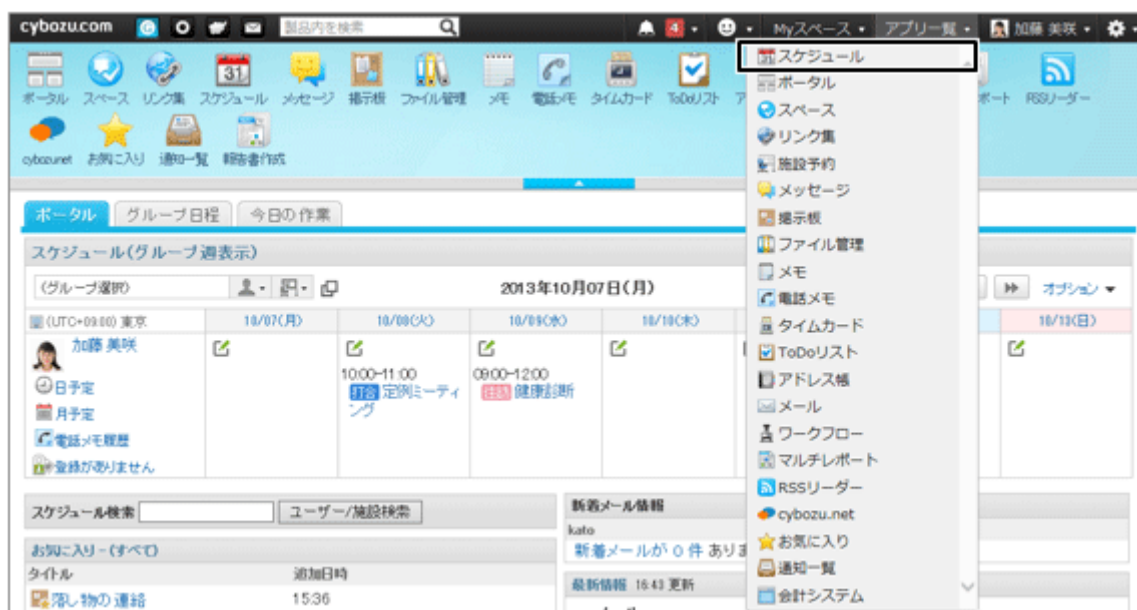 cybozu.com 製品内を検索 4 Myスペース アプリ一覧 加藤 美咲
ポータル スペース リンク集 スケジュール メッセージ 掲示板 ファイル管理 メモ 電話メモ タイムカード ToDoリスト ア ポート RSSリーダー
31
cybozu.net お気に入り 通知一覧 報告書作成
スケジュール
ポータル
スペース
リンク集
施設予約
メッセージ
掲示板
ファイル管理
メモ
電話メモ
タイムカード
ToDoリスト
アドレス帳
メール
ワークフロー
マルチレポート
RSSリーダー
cybozu.net
お気に入り
通知一覧
会計システム
ポータル グループ日程 今日の作業
スケジュール(グループ週表示)
(グループ選択) 2013年10月07日(月) オプション
(UTC+09:00) 東京 10/07(月) 10/08(火) 10/09(水) 10/10(木) 10/13(日)
加藤 美咲
日予定
月予定
電話メモ履歴
登録がありません
10:00-11:00
打合 定例ミーティ
ング
09:00-12:00
往訪 健康診断
スケジュール検索 ユーザー/施設検索
お気に入り - (すべて)
タイトル 追加日時
落し物の連絡 15:36
新着メール情報
kato
新着メールが 0 件 ありま
最新情報 16:43 更新